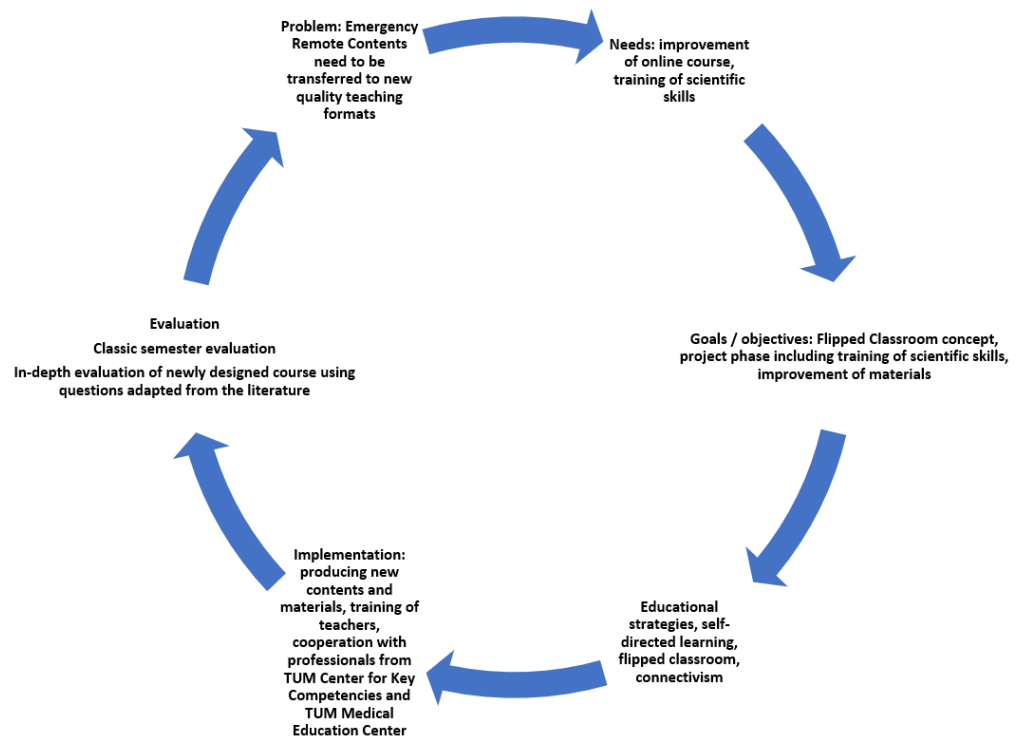 Problem: Emergency
Remote Contents
need to be
transferred to new
quality teaching
formats
Needs: improvement
of online course,
training of scientific
skills
Goals / objectives: Flipped Classroom concept,
project phase including training of scientific skills,
improvement of materials
Educational
strategies, self-
directed learning,
flipped classroom,
connectivism
Implementation:
producing new
contents and
materials, training of
teachers,
cooperation with
professionals from
TUM Center for Key
Competencies and
TUM Medical
Education Center
Evaluation
Classic semester evaluation
In-depth evaluation of newly designed course using
questions adapted from the literature